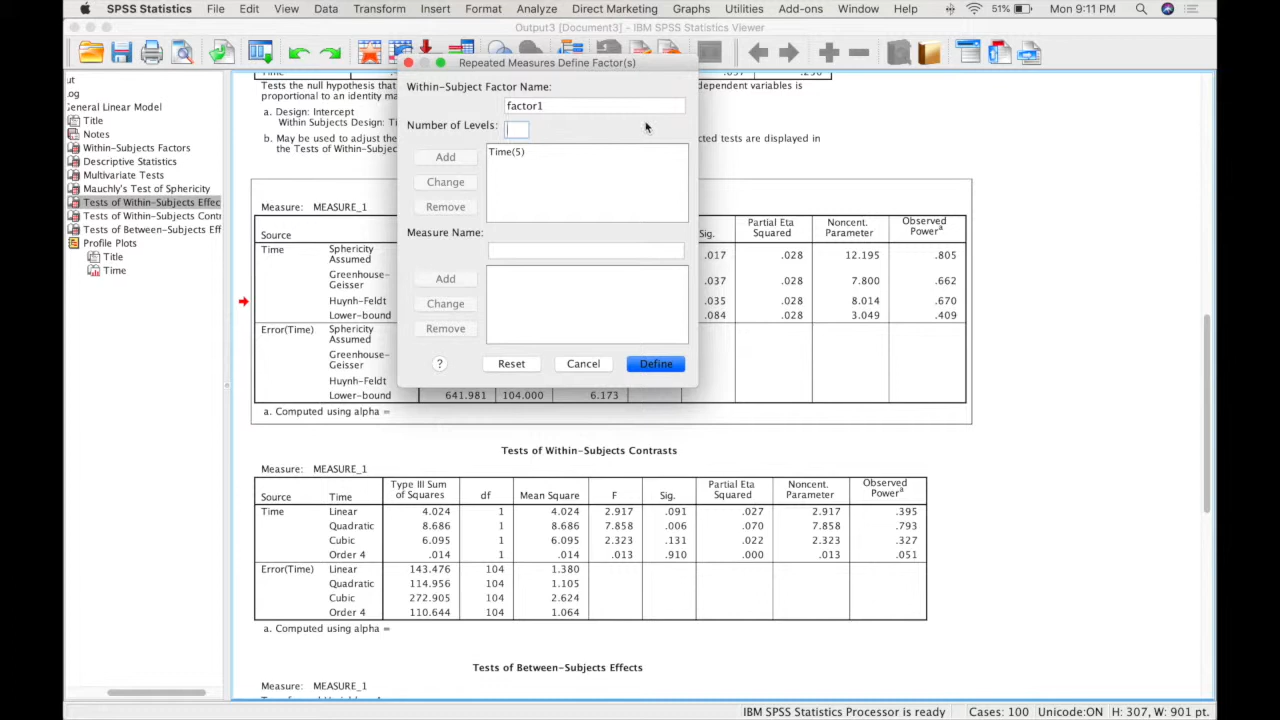 SPSS Statistics File Edit View Data Transform Insert Format Analyze Direct Marketing Graphs Utilities Add-ons Window Help 51% Mon 9:11 PM
Output3 [Document3] - IBM SPSS Statistics Viewer
Repeated Measures Define Factor(s)
Within-Subject Factor Name:
factor1
Number of Levels:
Time(5)
Add
Change
Remove
Measure Name:
Add
Change
Remove
? Reset Cancel Define
ut
og
General Linear Model
Title
Notes
Within-Subjects Factors
Descriptive Statistics
Multivariate Tests
Mauchly's Test of Sphericity
Tests of Within-Subjects Effec
Tests of Within-Subjects Contr
Tests of Between-Subjects Eff
Profile Plots
Title
Time
Time
Tests the null hypothesis that ependent variables is
proportional to an identity ma
a. Design: Intercept
Within Subjects Design: Ti
b. May be used to adjust the cted tests are displayed in
the Tests of Within-Subjec
Measure: MEASURE_1
Source Sig. Partial Eta Squared Noncent. Parameter Observed Powerᵃ
Time Sphericity Assumed .017 .028 12.195 .805
Greenhouse-Geisser .037 .028 7.800 .662
Huynh-Feldt .035 .028 8.014 .670
Lower-bound .084 .028 3.049 .409
Error(Time) Sphericity Assumed
Greenhouse-Geisser
Huynh-Feldt
Lower-bound 641.981 104.000 6.173
a. Computed using alpha =
Tests of Within-Subjects Contrasts
Measure: MEASURE_1
Source Time Type III Sum of Squares df Mean Square F Sig. Partial Eta Squared Noncent. Parameter Observed Powerᵃ
Time Linear 4.024 1 4.024 2.917 .091 .027 2.917 .395
Quadratic 8.686 1 8.686 7.858 .006 .070 7.858 .793
Cubic 6.095 1 6.095 2.323 .131 .022 2.323 .327
Order 4 .014 1 .014 .013 .910 .000 .013 .051
Error(Time) Linear 143.476 104 1.380
Quadratic 114.956 104 1.105
Cubic 272.905 104 2.624
Order 4 110.644 104 1.064
a. Computed using alpha =
Tests of Between-Subjects Effects
Measure: MEASURE_1
IBM SPSS Statistics Processor is ready Cases: 100 Unicode:ON H: 307, W: 901 pt.